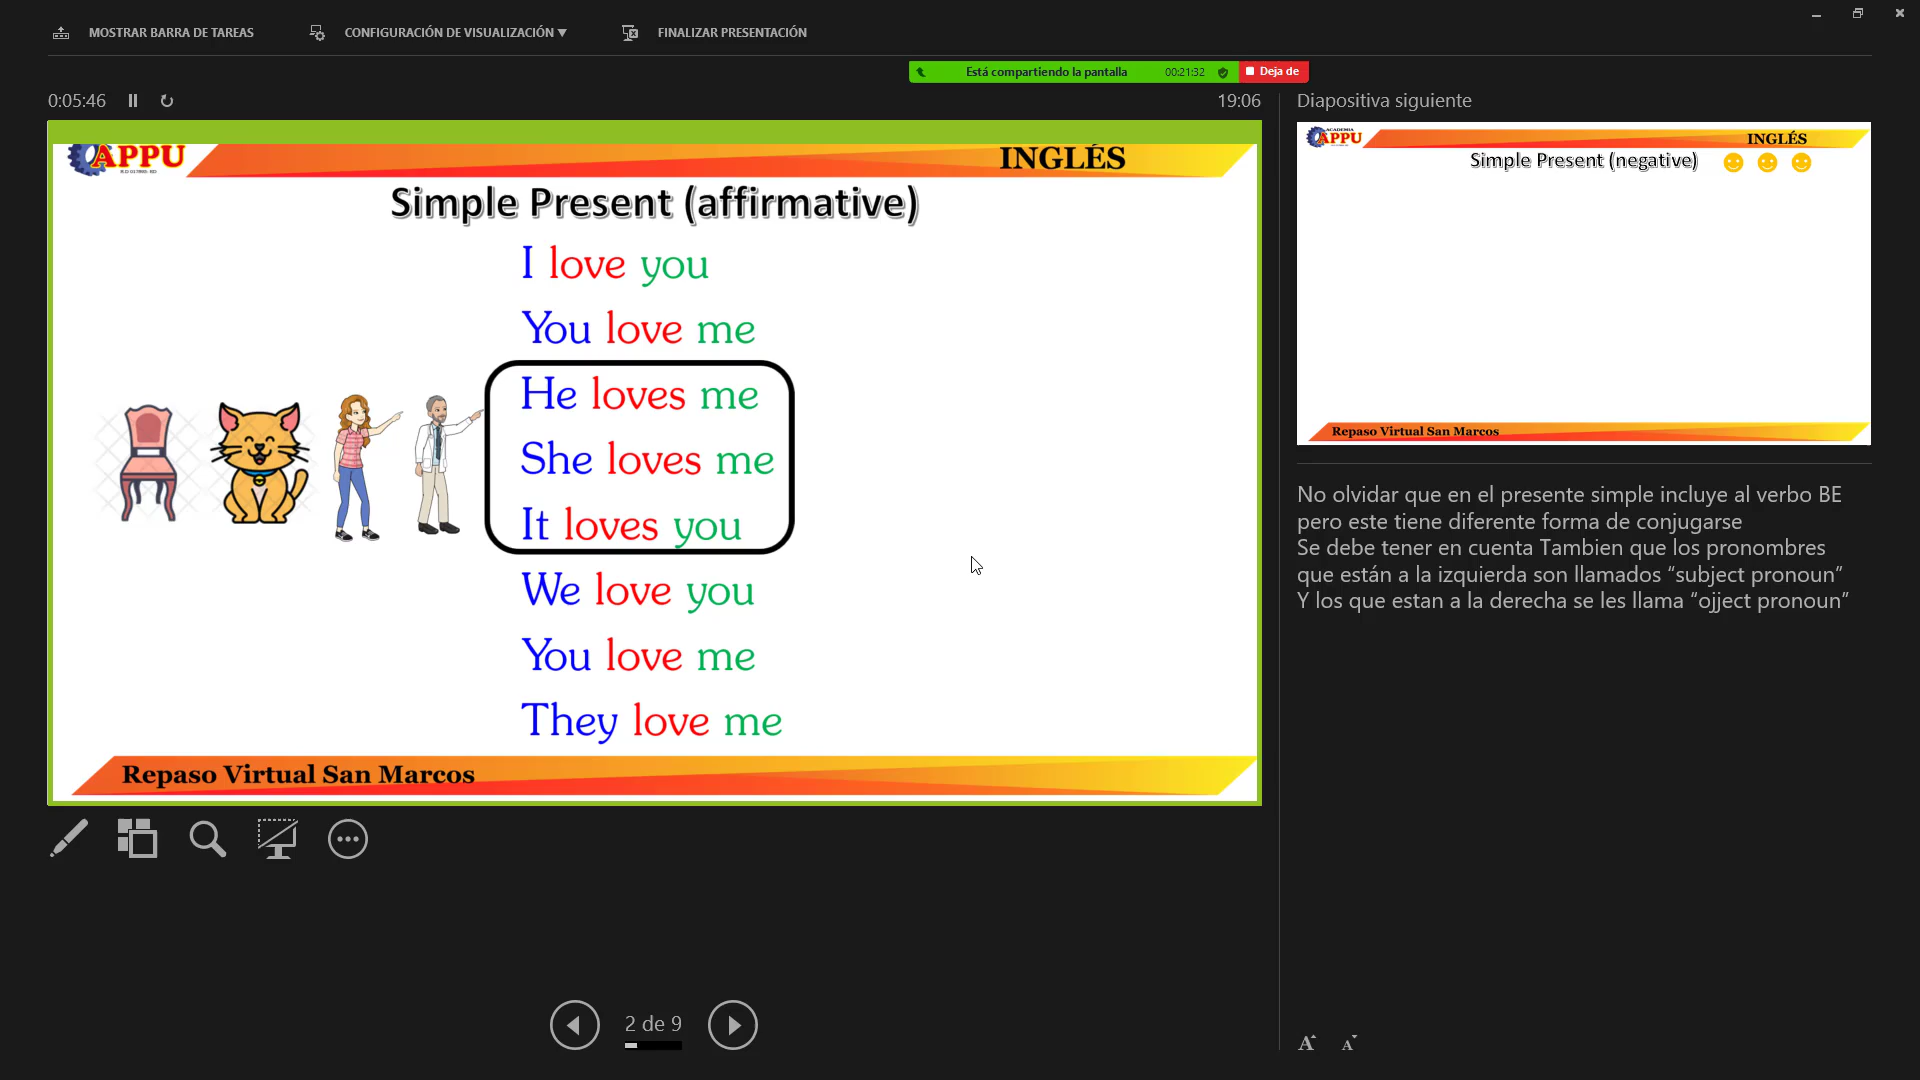 MOSTRAR BARRA DE TAREAS
CONFIGURACIÓN DE VISUALIZACIÓN ▼
FINALIZAR PRESENTACIÓN
Está compartiendo la pantalla 00:21:32 Deja de
0:05:46
19:06
Diapositiva siguiente
APPU
INGLÉS
Simple Present (affirmative)
I love you
You love me
He loves me
She loves me
It loves you
We love you
You love me
They love me
Repaso Virtual San Marcos
ACADEMIA
APPU
INGLÉS
Simple Present (negative)
Repaso Virtual San Marcos
No olvidar que en el presente simple incluye al verbo BE
pero este tiene diferente forma de conjugarse
Se debe tener en cuenta Tambien que los pronombres
que están a la izquierda son llamados “subject pronoun”
Y los que estan a la derecha se les llama “ojject pronoun”
2 de 9
A A